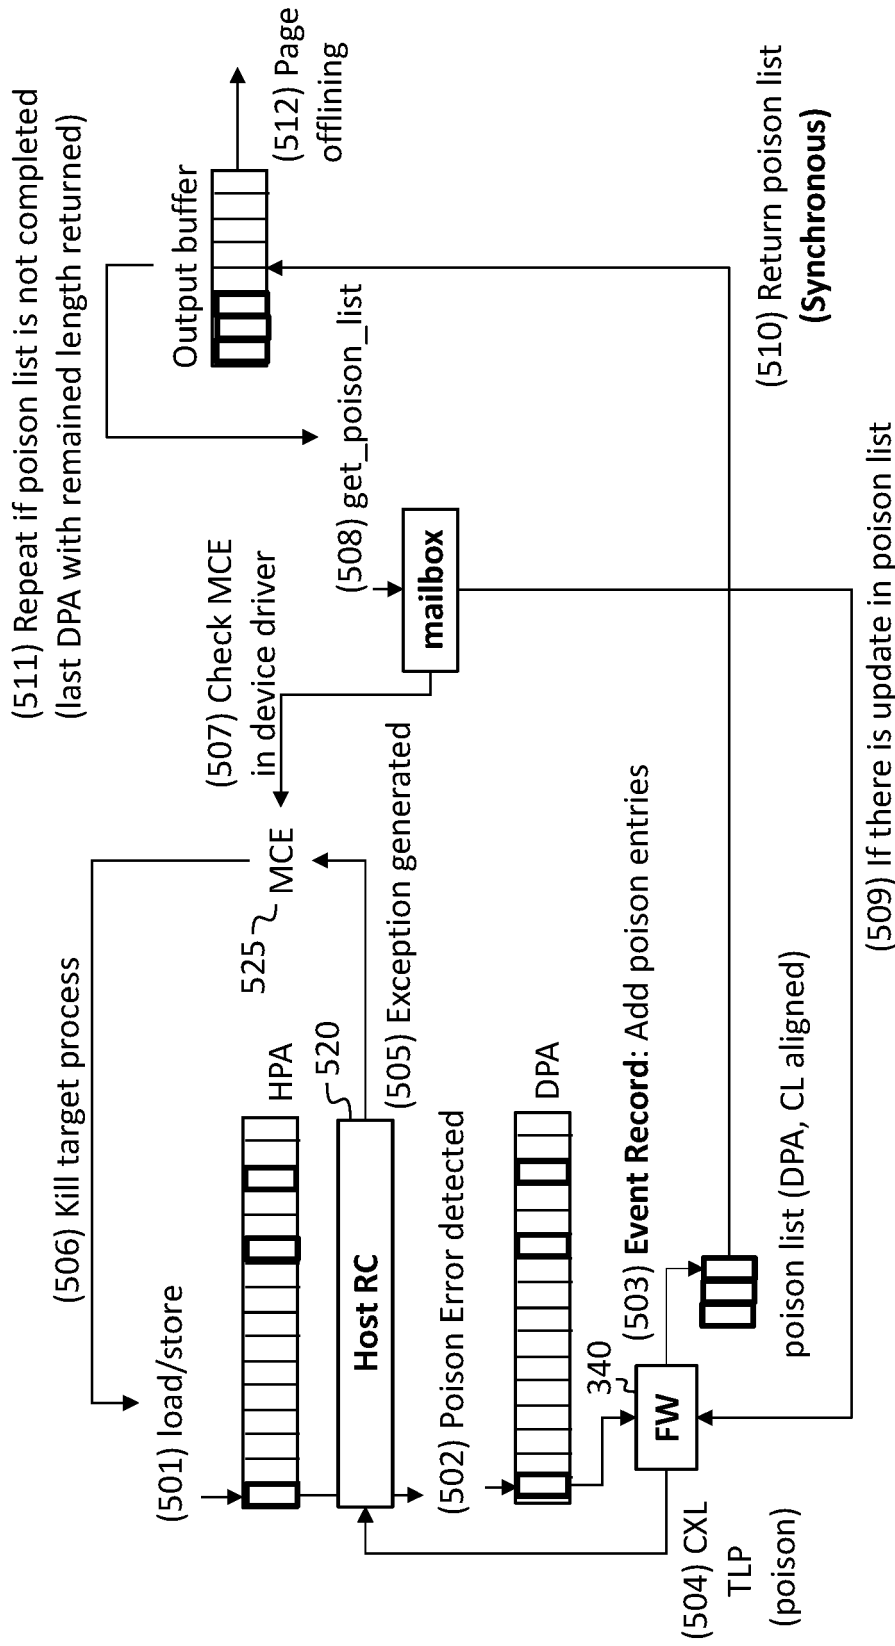 (511) Repeat if poison list is not completed
(last DPA with remained length returned)
(506) Kill target process
(501) load/store
HPA
525
MCE
(507) Check MCE
in device driver
Output buffer
(512) Page
offlining
Host RC
520
(505) Exception generated
(508) get_poison_list
mailbox
(502) Poison Error detected
DPA
(503) Event Record: Add poison entries
340
FW
(504) CXL
TLP
(poison)
poison list (DPA, CL aligned)
(510) Return poison list
(Synchronous)
(509) If there is update in poison list